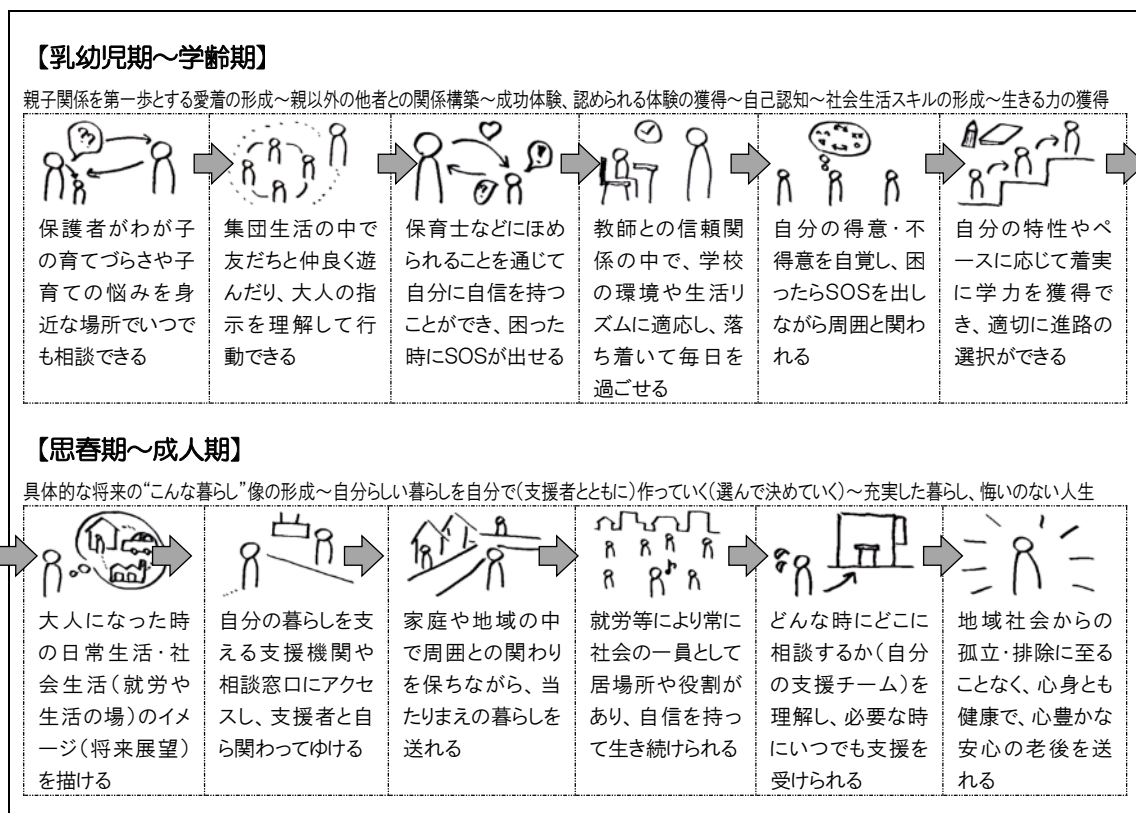 【乳幼児期～学齢期】
親子関係を第一歩とする愛着の形成～親以外の他者との関係構築～成功体験、認められる体験の獲得～自己認知～社会生活スキルの形成～生きる力の獲得
保護者がわが子
の育てづらさや子
育ての悩みを身
近な場所でいつで
も相談できる
集団生活の中で
友だちと仲良く遊
んだり、大人の指
示を理解して行
動できる
保育士などにほめ
られることを通じて
自分に自信を持つ
ことができ、困った
時にSOSが出せる
教師との信頼関
係の中で、学校
の環境や生活リ
ズムに適応し、落
ち着いて毎日を
過ごせる
自分の得意・不
得意を自覚し、困
ったらSOSを出し
ながら周囲と関わ
れる
自分の特性やペ
ースに応じて着実
に学力を獲得で
き、適切に進路の
選択ができる
【思春期～成人期】
具体的な将来の“こんな暮らし”像の形成～自分らしい暮らしを自分で(支援者とともに)作っていく(選んで決めていく)～充実した暮らし、悔いのない人生
大人になった時
の日常生活・社
会生活(就労や
生活の場)のイメ
ージ(将来展望)
を描ける
自分の暮らしを支
える支援機関や
相談窓口にアクセ
スし、支援者と自
ら関わってゆける
家庭や地域の中
で周囲との関わり
を保ちながら、当
たりまえの暮らしを
送れる
就労等により常に
社会の一員として
居場所や役割が
あり、自信を持っ
て生き続けられる
どんな時にどこに
相談するか(自分
の支援チーム)を
理解し、必要な時
にいつでも支援を
受けられる
地域社会からの
孤立・排除に至る
ことなく、心身とも
健康で、心豊かな
安心の老後を送
れる